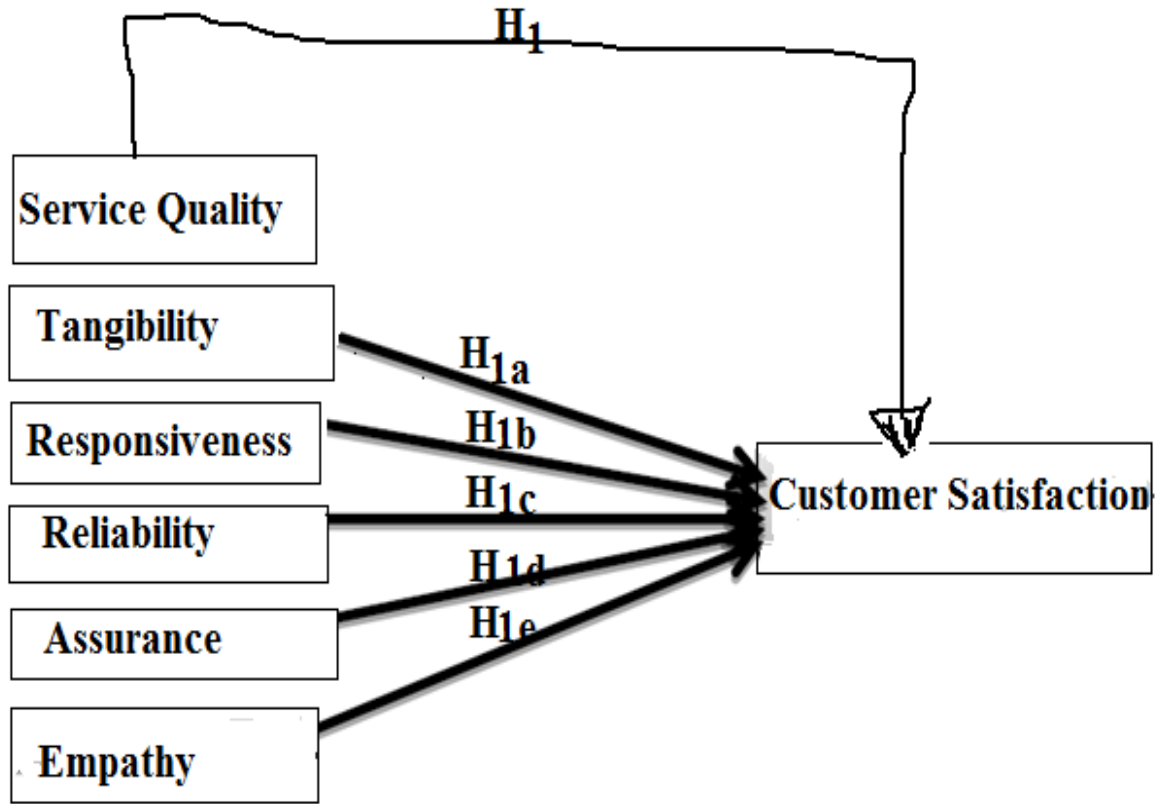 H1
Service Quality
Tangibility
H1a
Responsiveness
H1b
H1c
Customer Satisfaction
Reliability
H1d
Assurance
H1e
Empathy